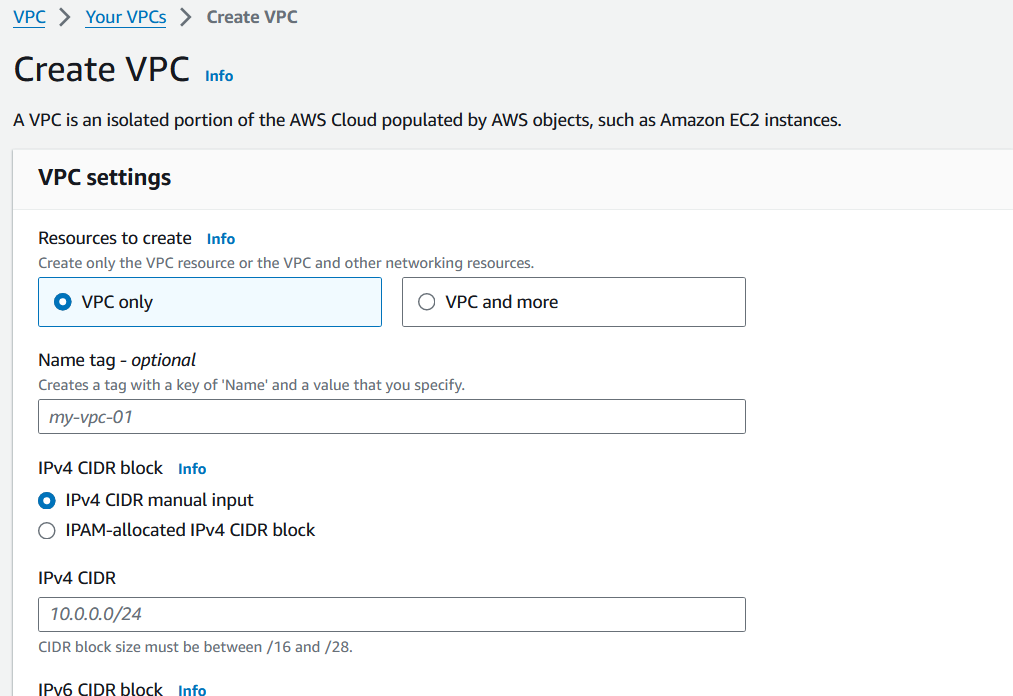 VPC > Your VPCs > Create VPC
Create VPC Info
A VPC is an isolated portion of the AWS Cloud populated by AWS objects, such as Amazon EC2 instances.
VPC settings
Resources to create Info
Create only the VPC resource or the VPC and other networking resources.
VPC only VPC and more
Name tag - optional
Creates a tag with a key of 'Name' and a value that you specify.
my-vpc-01
IPv4 CIDR block Info
IPv4 CIDR manual input
IPAM-allocated IPv4 CIDR block
IPv4 CIDR
10.0.0.0/24
CIDR block size must be between /16 and /28.
IPv6 CIDR block Info